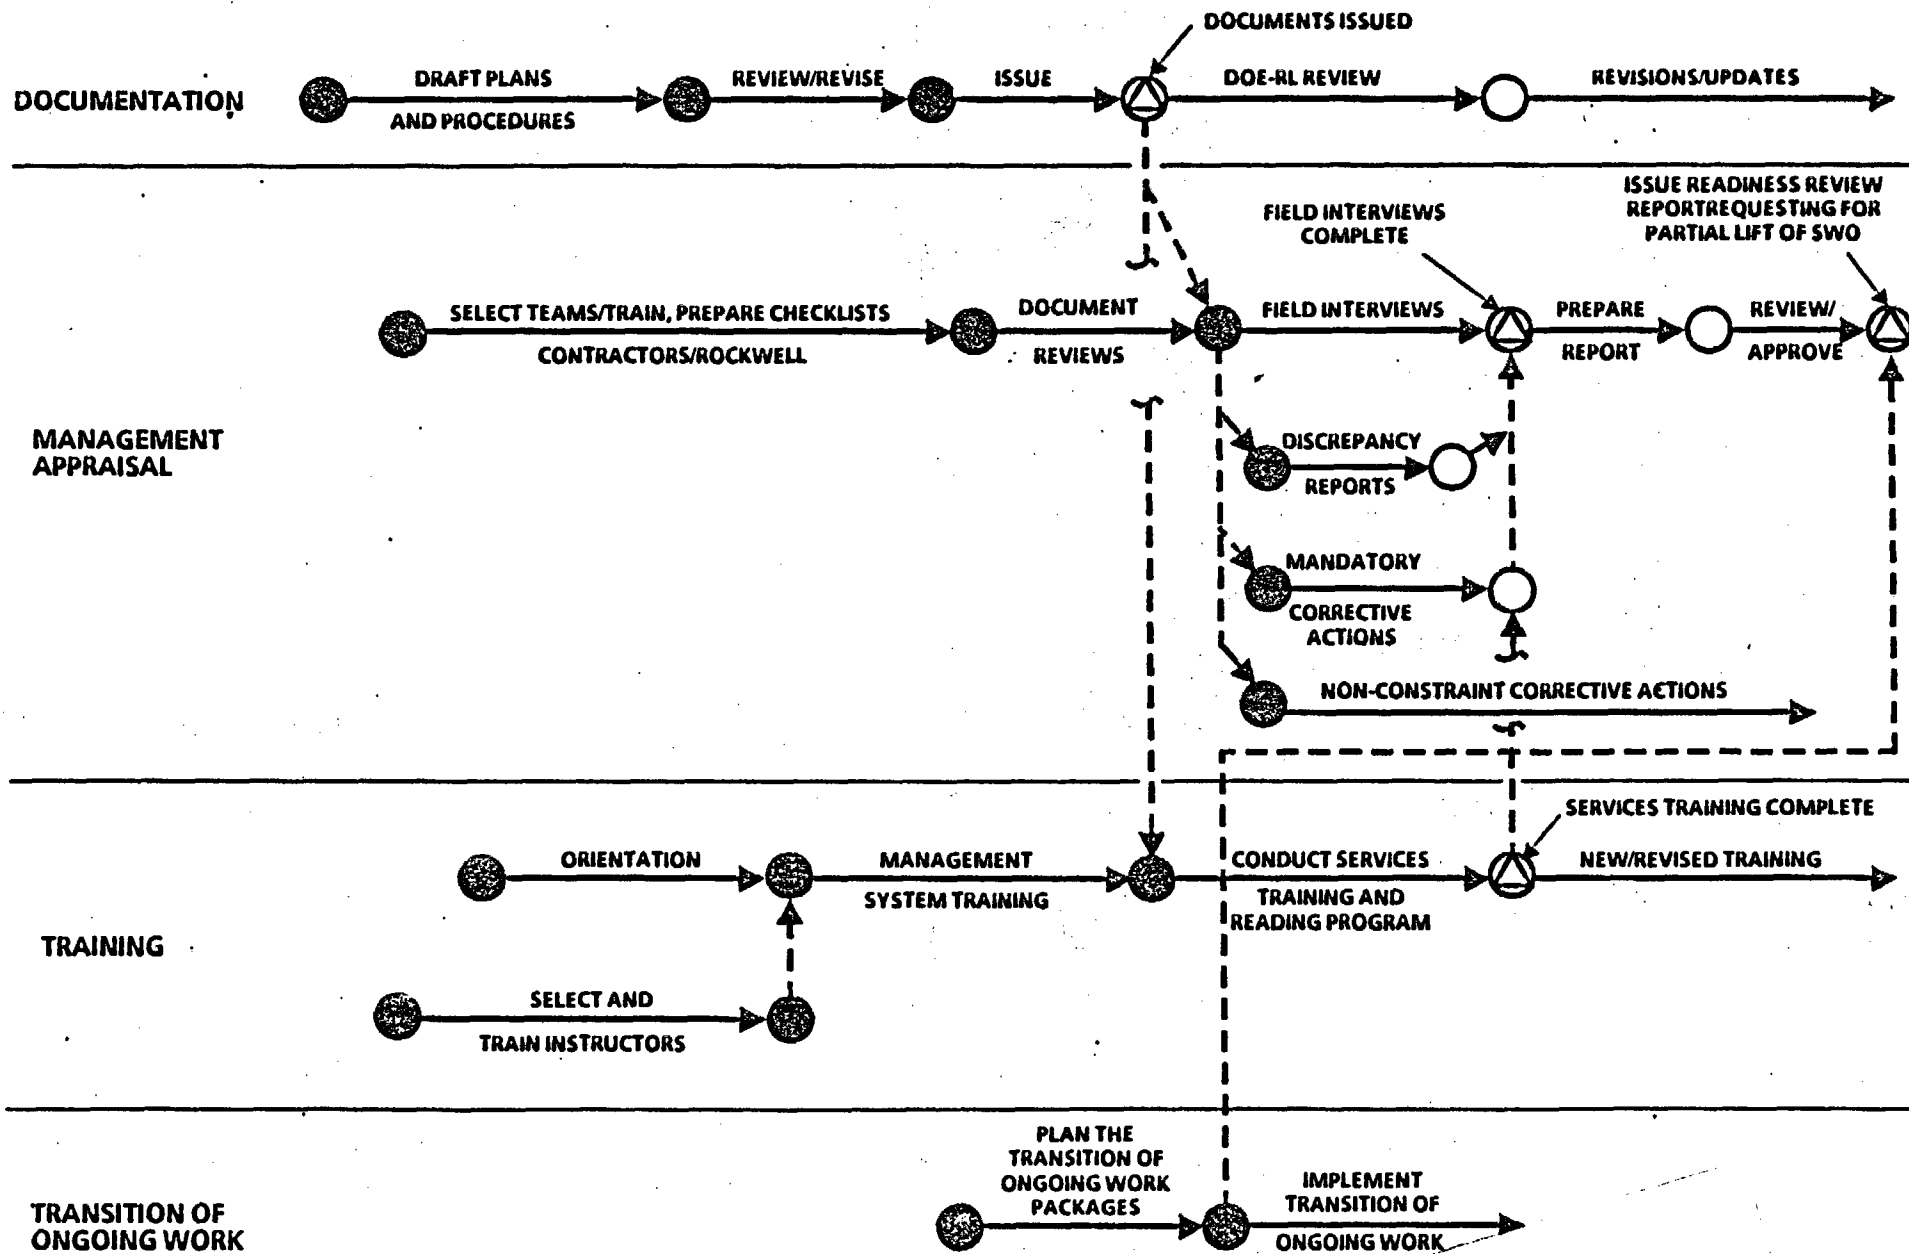 DOCUMENTS ISSUED
DOCUMENTATION
DRAFT PLANS
AND PROCEDURES
REVIEW/REVISE
ISSUE
DOE-RL REVIEW
REVISIONS/UPDATES
MANAGEMENT
APPRAISAL
SELECT TEAMS/TRAIN, PREPARE CHECKLISTS
CONTRACTORS/ROCKWELL
DOCUMENT
REVIEWS
FIELD INTERVIEWS
FIELD INTERVIEWS
COMPLETE
PREPARE
REPORT
REVIEW/
APPROVE
ISSUE READINESS REVIEW
REPORTREQUESTING FOR
PARTIAL LIFT OF SWO
DISCREPANCY
REPORTS
MANDATORY
CORRECTIVE
ACTIONS
NON-CONSTRAINT CORRECTIVE ACTIONS
TRAINING
ORIENTATION
MANAGEMENT
SYSTEM TRAINING
CONDUCT SERVICES
TRAINING AND
READING PROGRAM
SERVICES TRAINING COMPLETE
NEW/REVISED TRAINING
SELECT AND
TRAIN INSTRUCTORS
TRANSITION OF
ONGOING WORK
PLAN THE
TRANSITION OF
ONGOING WORK
PACKAGES
IMPLEMENT
TRANSITION OF
ONGOING WORK